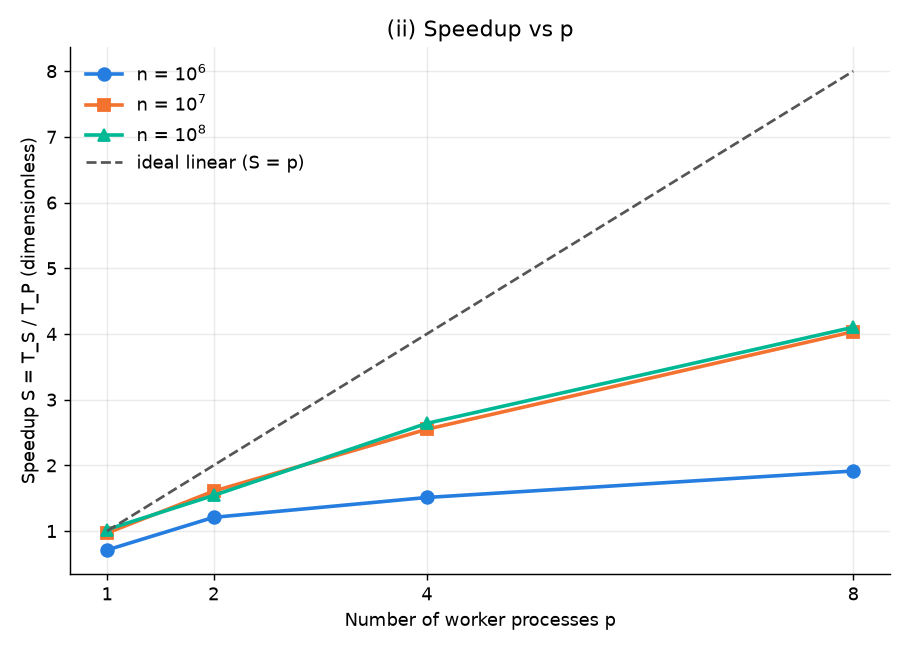 (ii) Speedup vs p
n = 10⁶
n = 10⁷
n = 10⁸
ideal linear (S = p)
Speedup S = T_S / T_P (dimensionless)
8
7
6
5
4
3
2
1
1 2 4 8
Number of worker processes p